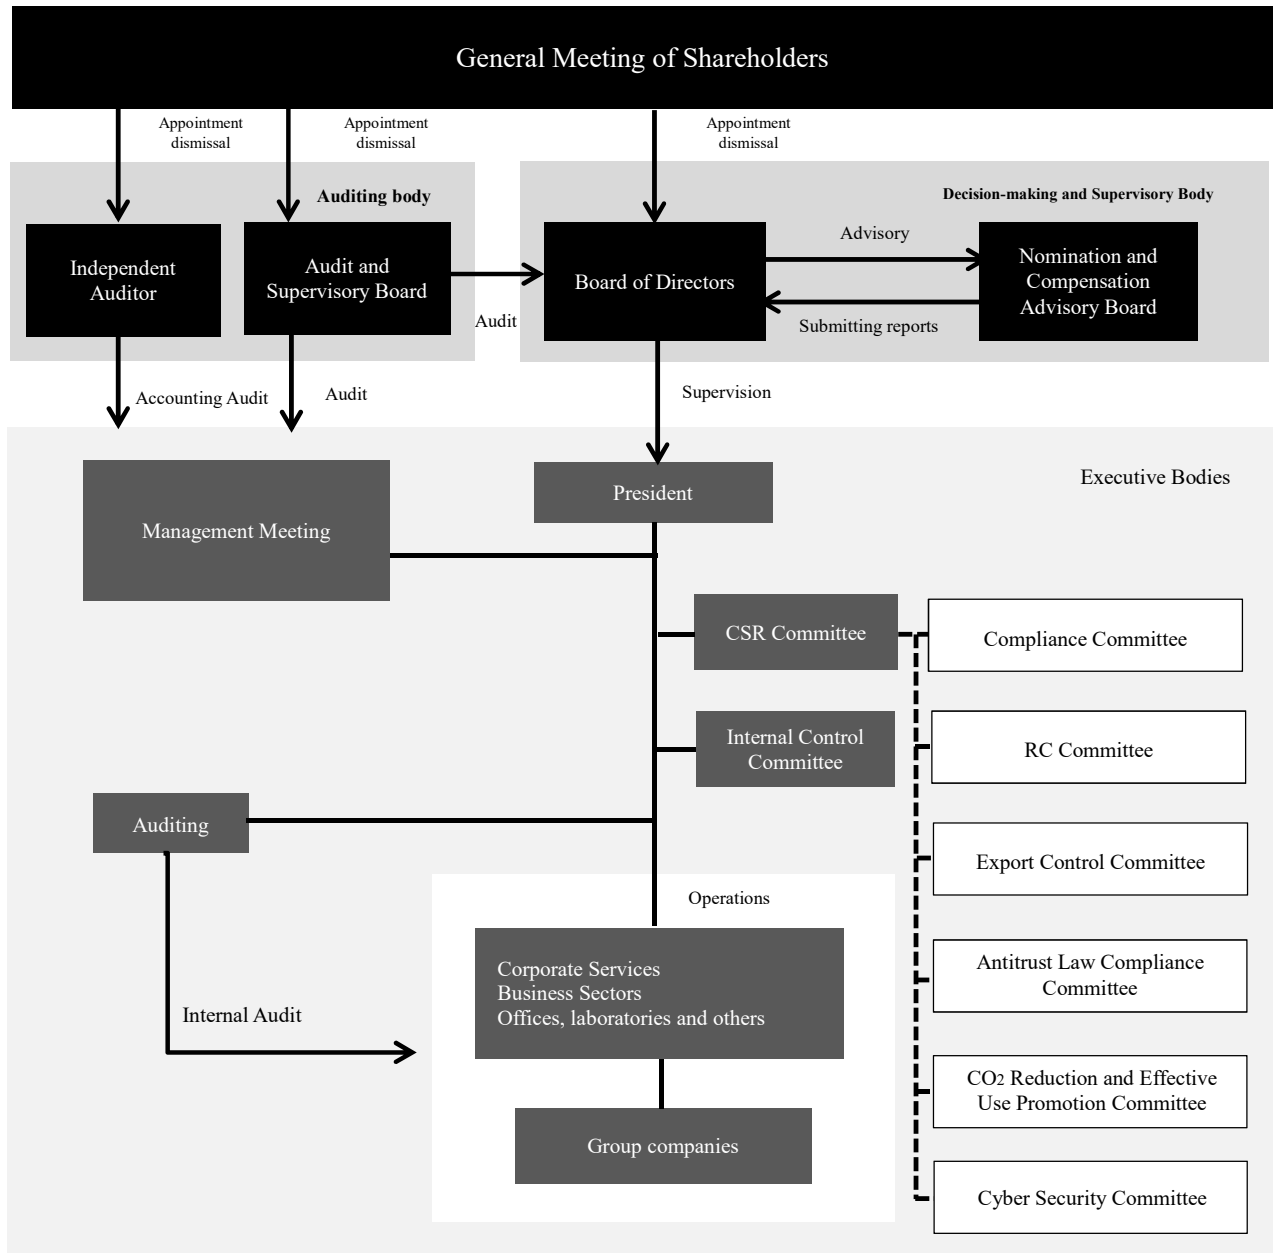 General Meeting of Shareholders
Appointment
dismissal
Appointment
dismissal
Appointment
dismissal
Auditing body
Decision-making and Supervisory Body
Independent
Auditor
Audit and
Supervisory Board
Audit
Board of Directors
Advisory
Submitting reports
Nomination and
Compensation
Advisory Board
Accounting Audit
Audit
Supervision
Executive Bodies
Management Meeting
President
CSR Committee
Compliance Committee
Internal Control
Committee
RC Committee
Auditing
Export Control Committee
Operations
Corporate Services
Business Sectors
Offices, laboratories and others
Antitrust Law Compliance
Committee
Internal Audit
CO2 Reduction and Effective
Use Promotion Committee
Group companies
Cyber Security Committee